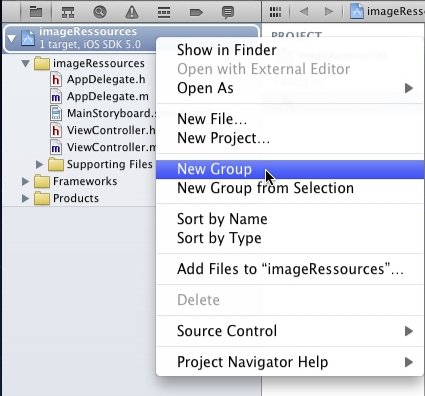 imageRess
imageRessources
1 target, iOS SDK 5.0
PROJECT
imageRessources
h AppDelegate.h
m AppDelegate.m
MainStoryboard.s
h ViewController.h
m ViewController.m
Supporting Files
Frameworks
Products
Show in Finder
Open with External Editor
Open As
New File...
New Project...
New Group
New Group from Selection
Sort by Name
Sort by Type
Add Files to “imageRessources”...
Delete
Source Control
Project Navigator Help